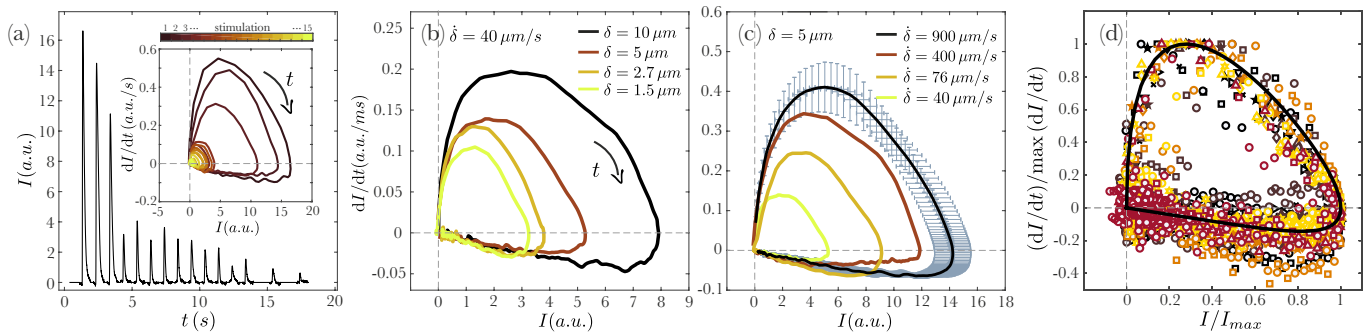 (a)
1 2 3 ··· stimulation ···15
16
14
12
10
8
6
4
2
0
I(a.u.)
0 5 10 15 20
t(s)
0.6
0.4
0.2
0
-0.2
dI/dt(a.u./s)
t
-5 0 5 10 15 20
I(a.u.)
(b) δ̇ = 40 μm/s
δ = 10 μm
δ = 5 μm
δ = 2.7 μm
δ = 1.5 μm
0.25
0.2
0.15
0.1
0.05
0
-0.05
dI/dt(a.u./ms)
t
0 1 2 3 4 5 6 7 8 9
I(a.u.)
(c) δ = 5 μm
δ̇ = 900 μm/s
δ̇ = 400 μm/s
δ̇ = 76 μm/s
δ̇ = 40 μm/s
0.6
0.5
0.4
0.3
0.2
0.1
0
-0.1
0 2 4 6 8 10 12 14 16 18
I(a.u.)
(d)
1
0.8
0.6
0.4
0.2
0
-0.2
-0.4
(dI/dt)/max(dI/dt)
0 0.2 0.4 0.6 0.8 1
I/Imax